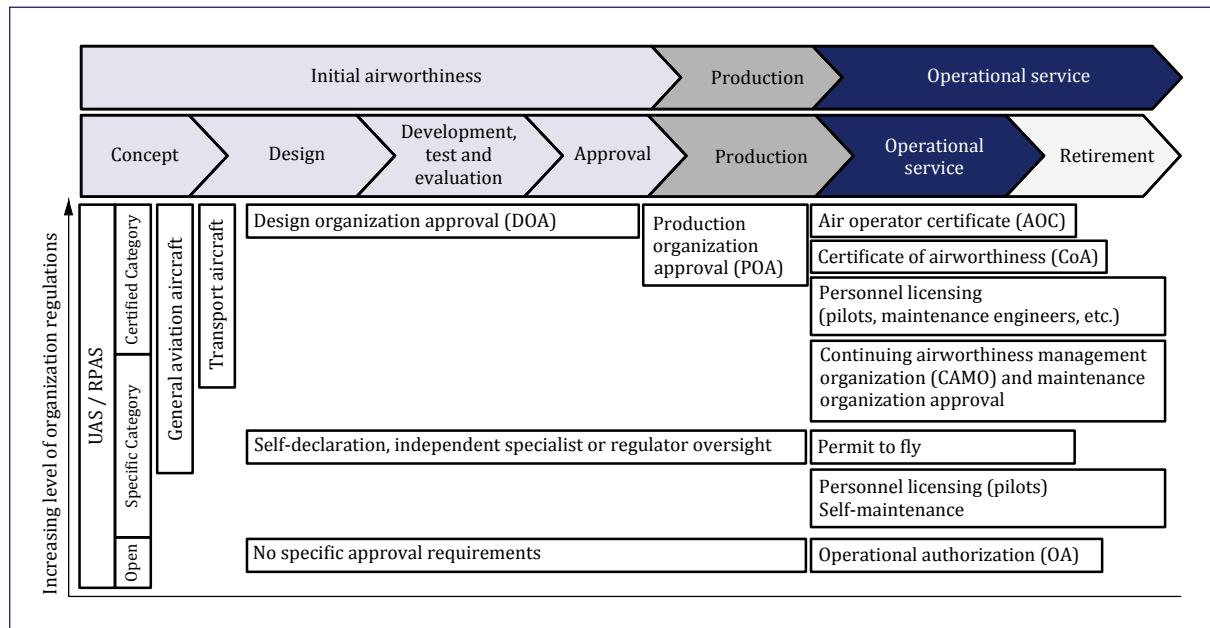 Initial airworthiness
Production
Operational service
Concept
Design
Development,
test and
evaluation
Approval
Production
Operational
service
Retirement
Increasing level of organization regulations
UAS / RPAS
Certified Category
Specific Category
Open
General aviation aircraft
Transport aircraft
Design organization approval (DOA)
Production
organization
approval (POA)
Air operator certificate (AOC)
Certificate of airworthiness (CoA)
Personnel licensing
(pilots, maintenance engineers, etc.)
Continuing airworthiness management
organization (CAMO) and maintenance
organization approval
Self-declaration, independent specialist or regulator oversight
Permit to fly
Personnel licensing (pilots)
Self-maintenance
No specific approval requirements
Operational authorization (OA)